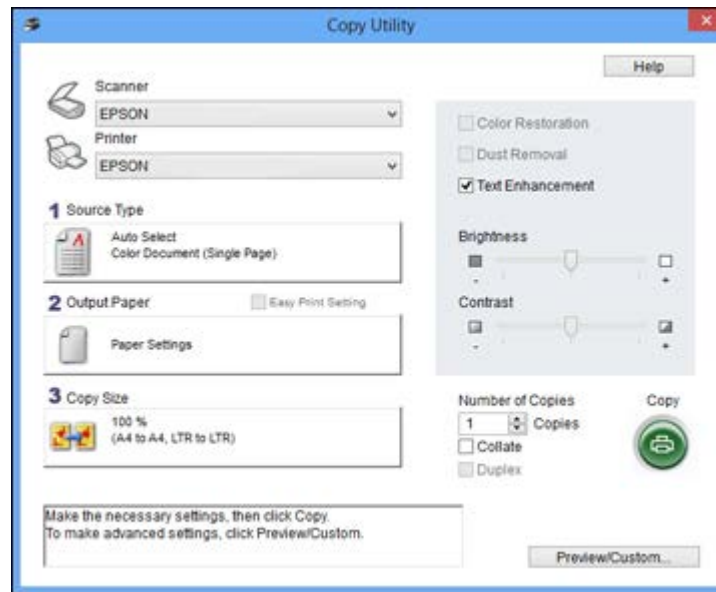 Copy Utility
Help
Scanner
EPSON
Printer
EPSON
Color Restoration
Dust Removal
Text Enhancement
1 Source Type
Auto Select
Color Document (Single Page)
Brightness
- +
2 Output Paper
Easy Print Setting
Contrast
- +
Paper Settings
3 Copy Size
100 %
(A4 to A4, LTR to LTR)
Number of Copies
Copy
1 Copies
Collate
Duplex
Make the necessary settings, then click Copy.
To make advanced settings, click Preview/Custom.
Preview/Custom...